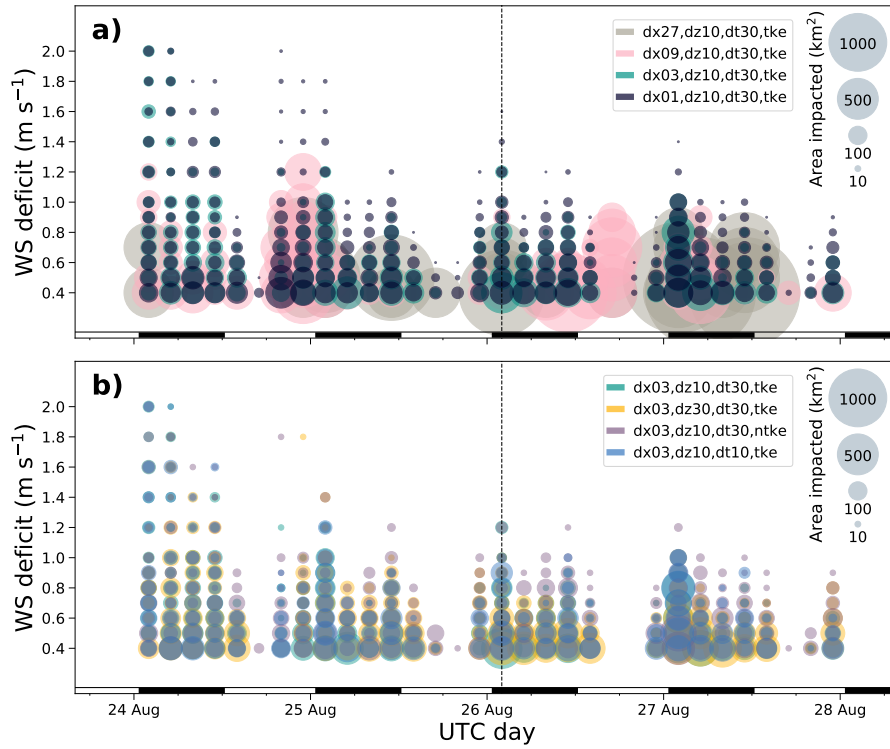 a)
dx27,dz10,dt30,tke
dx09,dz10,dt30,tke
dx03,dz10,dt30,tke
dx01,dz10,dt30,tke
Area impacted (km²)
1000
500
100
10
WS deficit (m s⁻¹)
2.0
1.8
1.6
1.4
1.2
1.0
0.8
0.6
0.4
b)
dx03,dz10,dt30,tke
dx03,dz30,dt30,tke
dx03,dz10,dt30,ntke
dx03,dz10,dt10,tke
Area impacted (km²)
1000
500
100
10
WS deficit (m s⁻¹)
2.0
1.8
1.6
1.4
1.2
1.0
0.8
0.6
0.4
24 Aug
25 Aug
26 Aug
27 Aug
28 Aug
UTC day